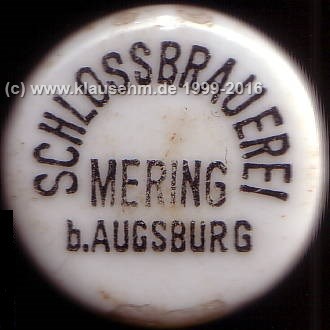 (c) www.klausehm.de 1999-2016
SCHLOSSBRAUEREI
MERING
b.AUGSBURG